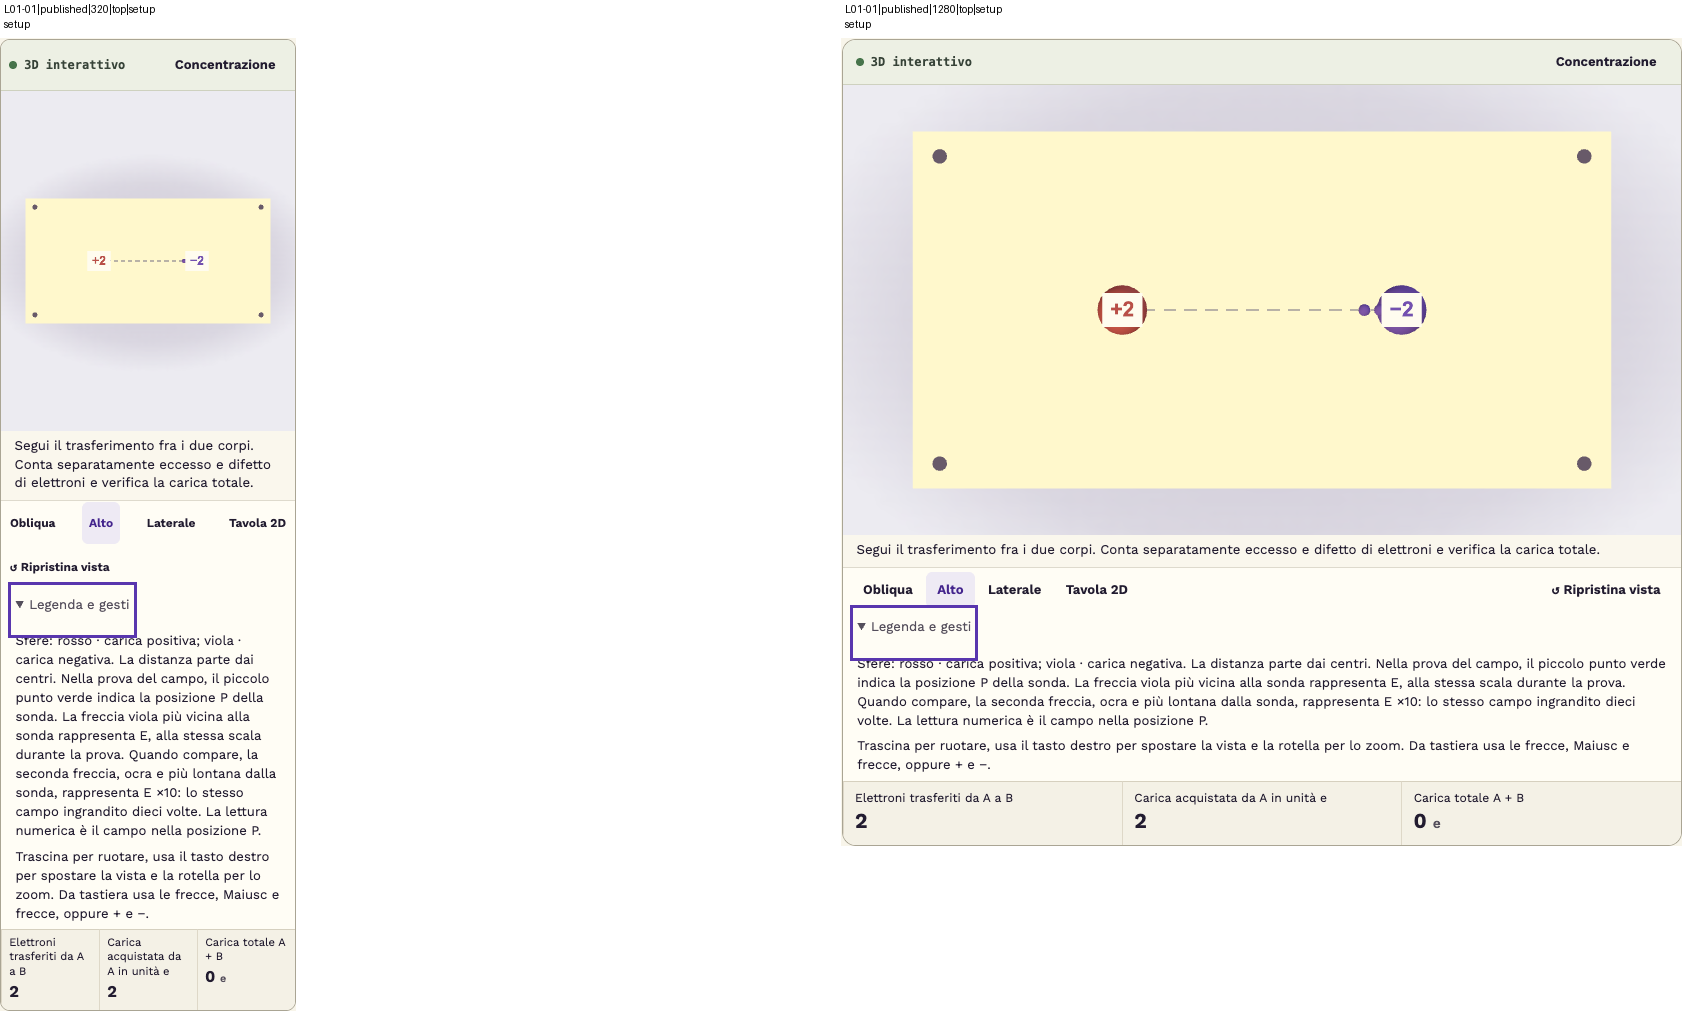 L01-01|published|320|top|setup
setup
3D interattivo
Concentrazione
+2
−2
Segui il trasferimento fra i due corpi.
Conta separatamente eccesso e difetto
di elettroni e verifica la carica totale.
Obliqua
Alto
Laterale
Tavola 2D
↺ Ripristina vista
▼ Legenda e gesti
Sfere: rosso · carica positiva; viola ·
carica negativa. La distanza parte dai
centri. Nella prova del campo, il piccolo
punto verde indica la posizione P della
sonda. La freccia viola più vicina alla
sonda rappresenta E, alla stessa scala
durante la prova. Quando compare, la
seconda freccia, ocra e più lontana dalla
sonda, rappresenta E ×10: lo stesso
campo ingrandito dieci volte. La lettura
numerica è il campo nella posizione P.
Trascina per ruotare, usa il tasto destro
per spostare la vista e la rotella per lo
zoom. Da tastiera usa le frecce, Maiusc e
frecce, oppure + e −.
Elettroni
trasferiti da A
a B
2
Carica
acquistata da
A in unità e
2
Carica totale A
+ B
0 e
L01-01|published|1280|top|setup
setup
3D interattivo
Concentrazione
+2
−2
Segui il trasferimento fra i due corpi. Conta separatamente eccesso e difetto di elettroni e verifica la carica totale.
Obliqua
Alto
Laterale
Tavola 2D
↺ Ripristina vista
▼ Legenda e gesti
Sfere: rosso · carica positiva; viola · carica negativa. La distanza parte dai centri. Nella prova del campo, il piccolo punto verde
indica la posizione P della sonda. La freccia viola più vicina alla sonda rappresenta E, alla stessa scala durante la prova.
Quando compare, la seconda freccia, ocra e più lontana dalla sonda, rappresenta E ×10: lo stesso campo ingrandito dieci
volte. La lettura numerica è il campo nella posizione P.
Trascina per ruotare, usa il tasto destro per spostare la vista e la rotella per lo zoom. Da tastiera usa le frecce, Maiusc e
frecce, oppure + e −.
Elettroni trasferiti da A a B
2
Carica acquistata da A in unità e
2
Carica totale A + B
0 e